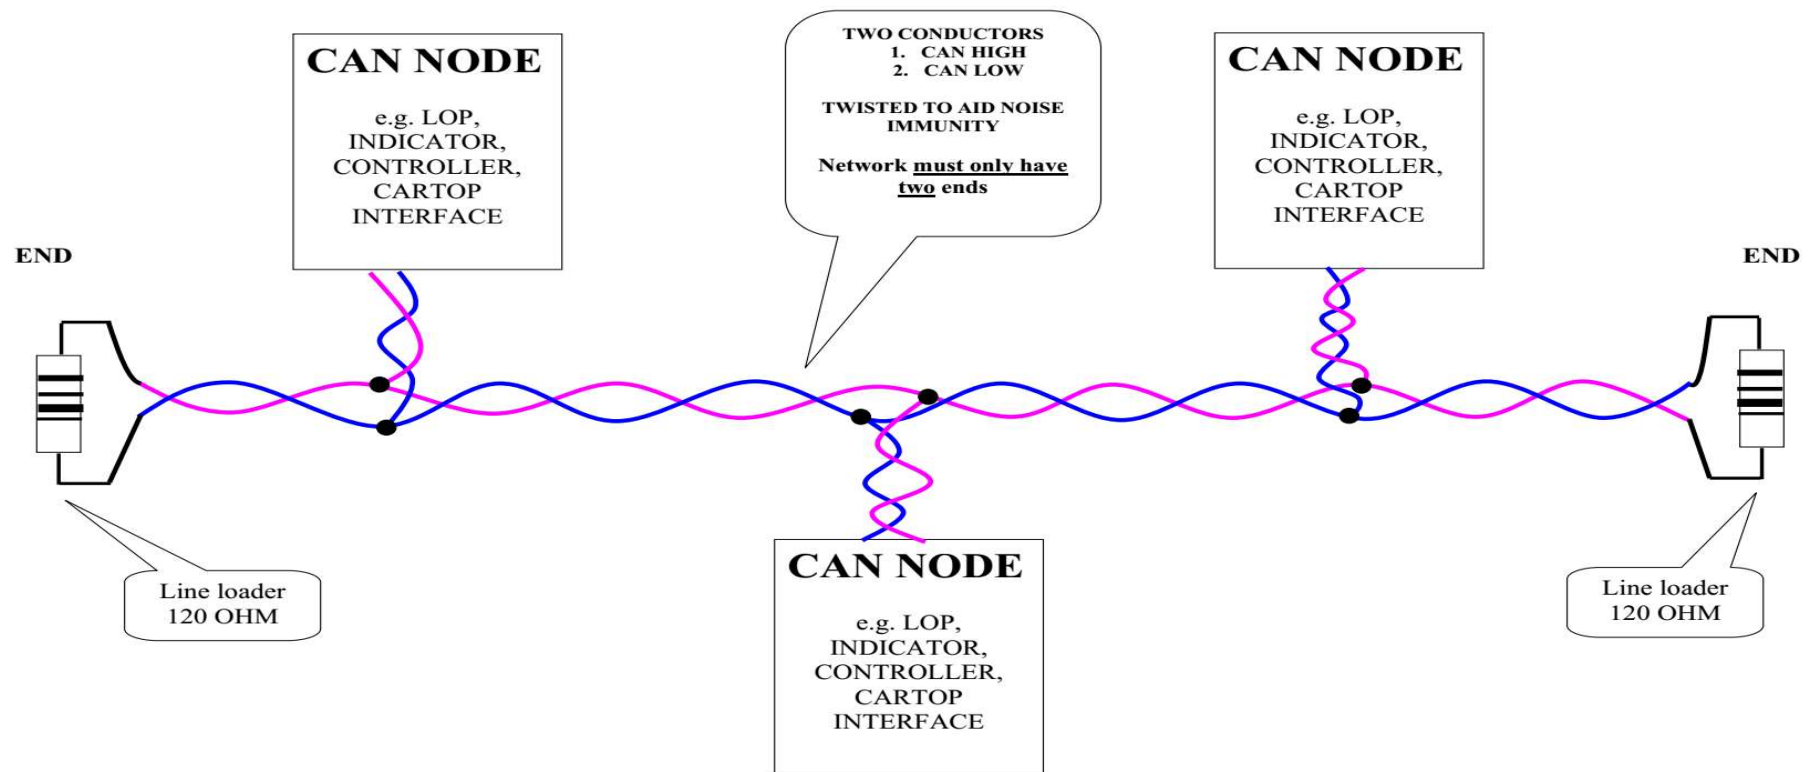 CAN NODE
e.g. LOP,
INDICATOR,
CONTROLLER,
CARTOP
INTERFACE
TWO CONDUCTORS
1. CAN HIGH
2. CAN LOW
TWISTED TO AID NOISE
IMMUNITY
Network must only have
two ends
CAN NODE
e.g. LOP,
INDICATOR,
CONTROLLER,
CARTOP
INTERFACE
END
END
Line loader
120 OHM
CAN NODE
e.g. LOP,
INDICATOR,
CONTROLLER,
CARTOP
INTERFACE
Line loader
120 OHM